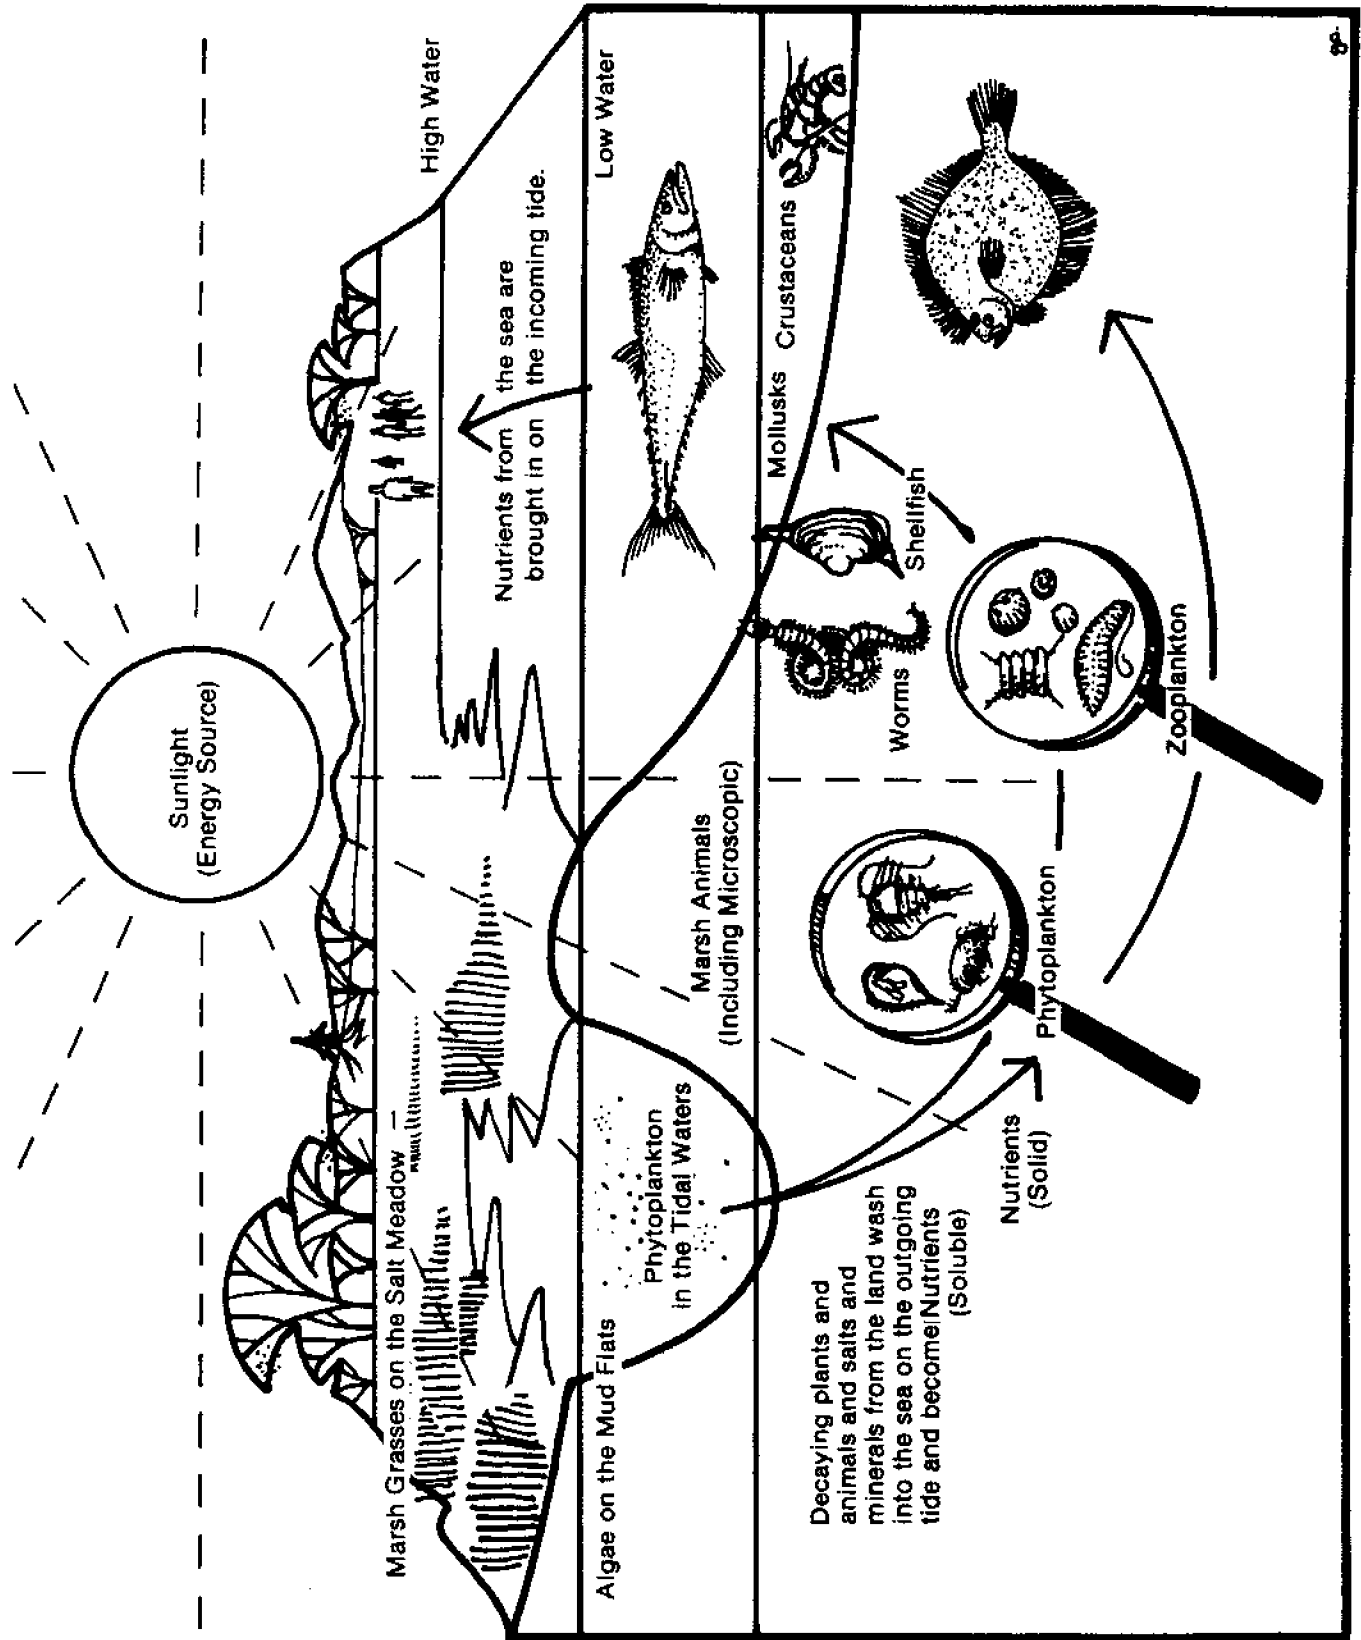 Sunlight
(Energy Source)
High Water
Marsh Grasses on the Salt Meadow
Nutrients from the sea are
brought in on the incoming tide.
Low Water
Algae on the Mud Flats
Phytoplankton
in the Tidal Waters
Marsh Animals
(Including Microscopic)
Mollusks Crustaceans
Worms
Shellfish
Decaying plants and
animals and salts and
minerals from the land wash
into the sea on the outgoing
tide and become Nutrients
(Soluble)
Nutrients
(Solid)
Phytoplankton
Zooplankton